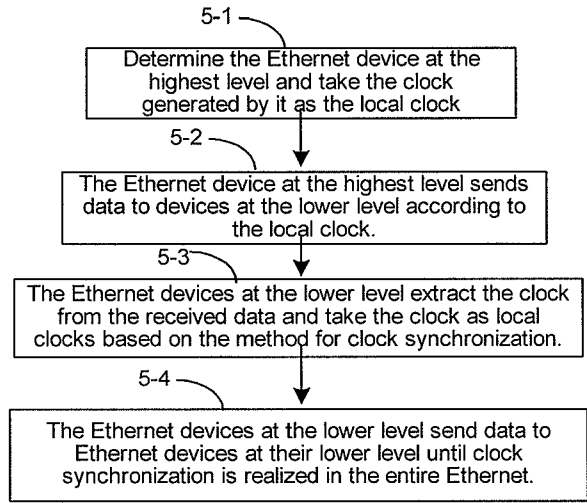 5-1
Determine the Ethernet device at the
highest level and take the clock
generated by it as the local clock
5-2
The Ethernet device at the highest level sends
data to devices at the lower level according to
the local clock.
5-3
The Ethernet devices at the lower level extract the clock
from the received data and take the clock as local
clocks based on the method for clock synchronization.
5-4
The Ethernet devices at the lower level send data to
Ethernet devices at their lower level until clock
synchronization is realized in the entire Ethernet.